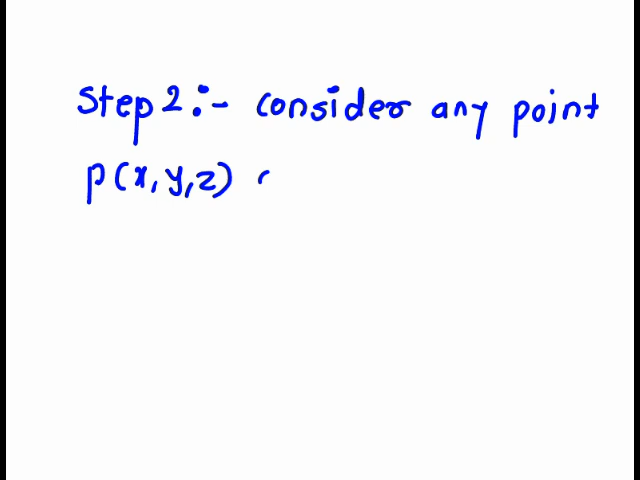 Step 2:- consider any point
P(x,y,z)